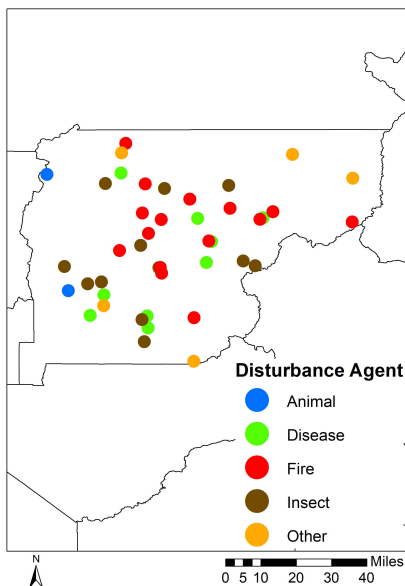 Disturbance Agent
Animal
Disease
Fire
Insect
Other
N
Miles
0 5 10 20 30 40